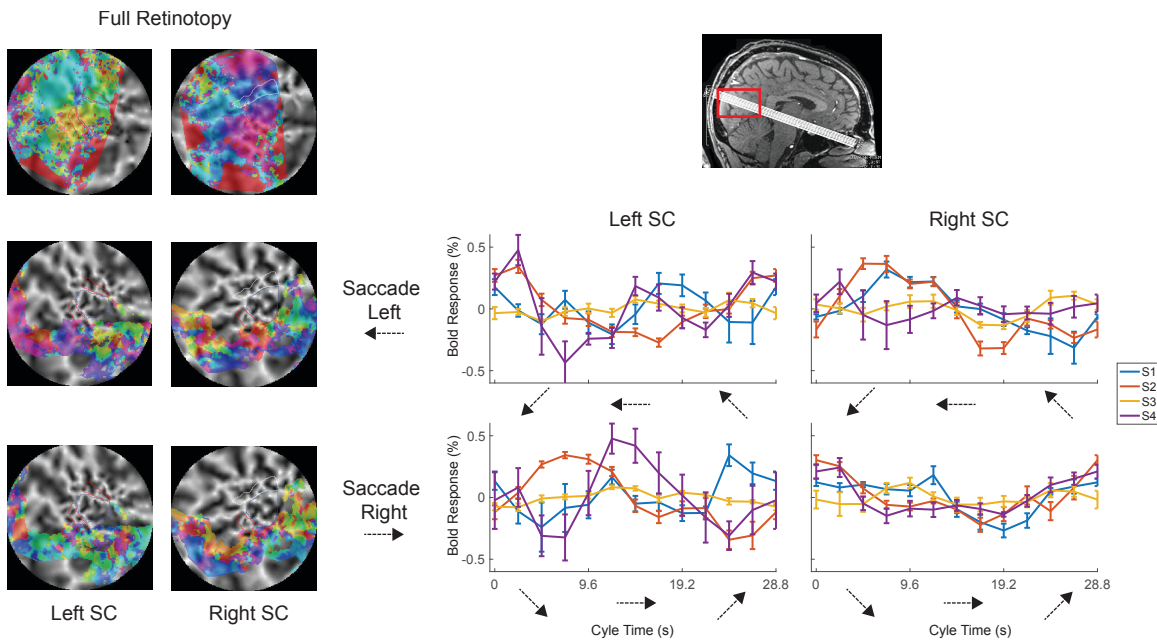 Full Retinotopy
Left SC
Right SC
Saccade
Left
Bold Response (%)
0.5
0
-0.5
S1
S2
S3
S4
Saccade
Right
Bold Response (%)
0.5
0
-0.5
0
9.6
19.2
28.8
0
9.6
19.2
28.8
Left SC
Right SC
Cyle Time (s)